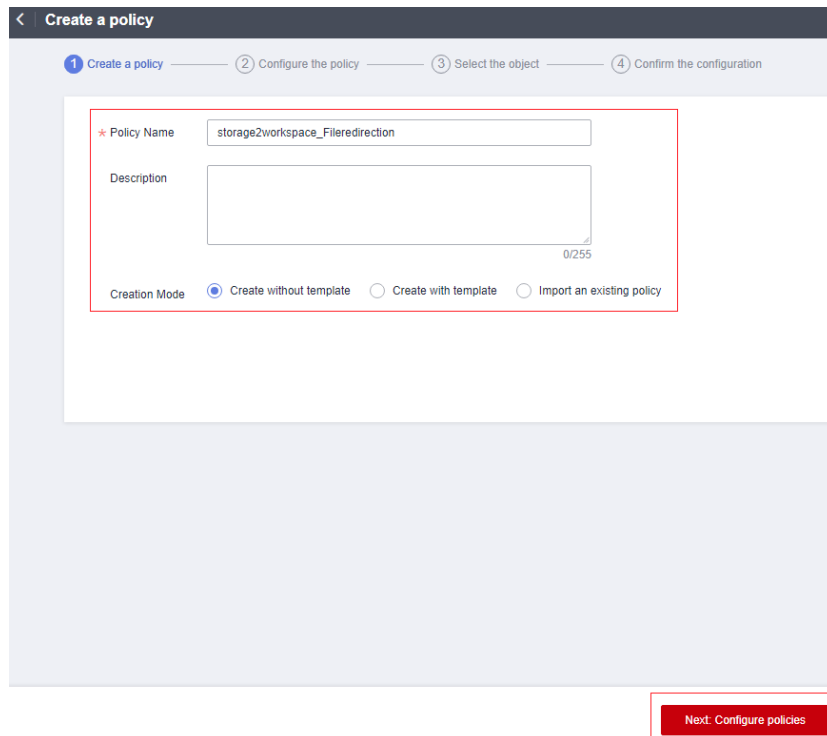 < Create a policy
1 Create a policy 2 Configure the policy 3 Select the object 4 Confirm the configuration
* Policy Name storage2workspace_Fileredirection
Description
0/255
Creation Mode Create without template Create with template Import an existing policy
Next: Configure policies